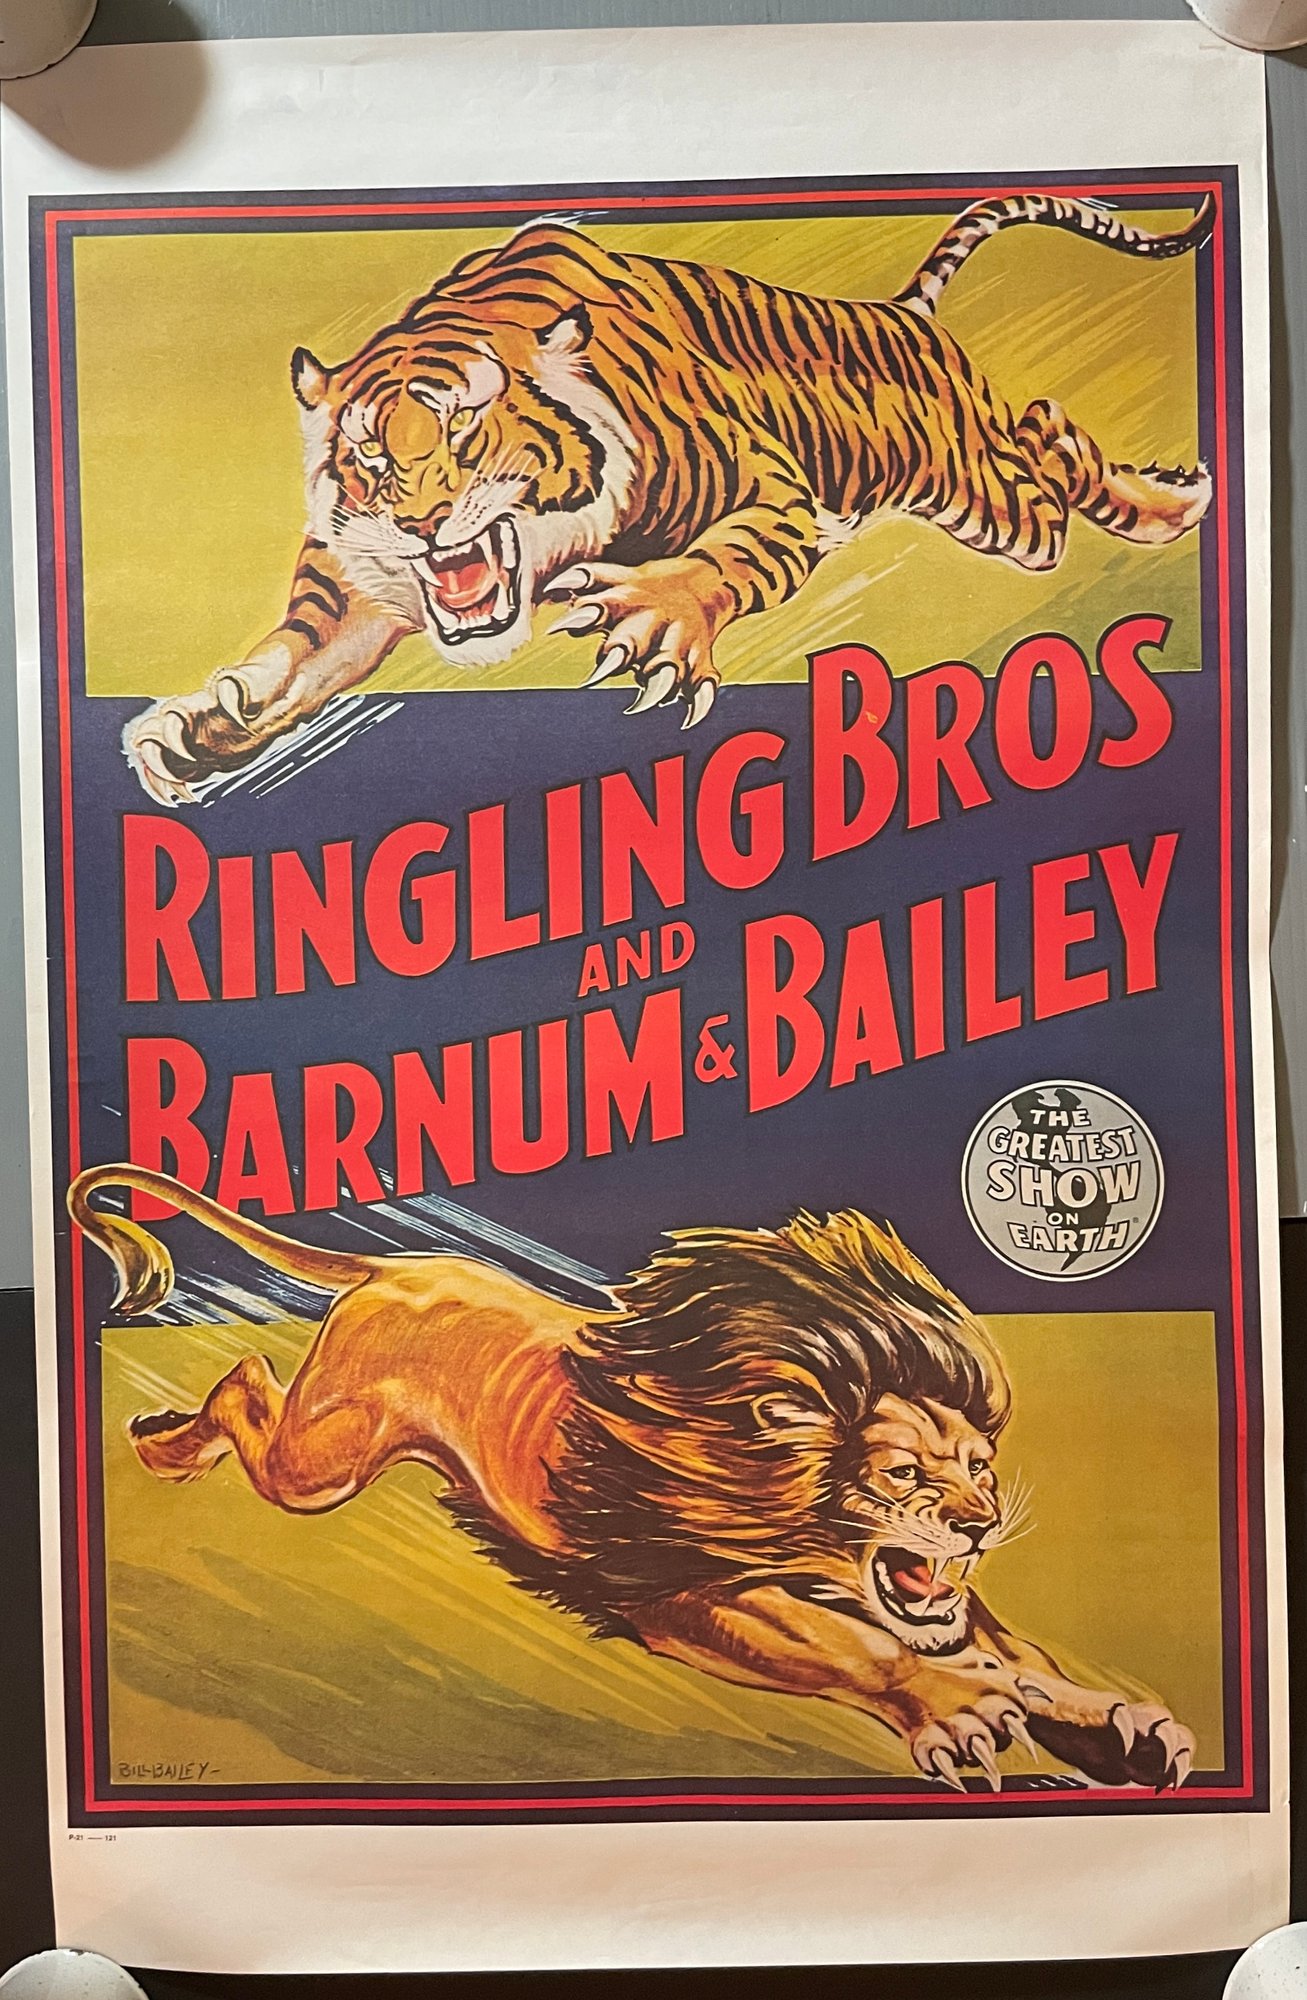 RINGLING BROS
AND
BARNUM & BAILEY
THE
GREATEST
SHOW
ON
EARTH®
BILL BAILEY-
P-21 — 121